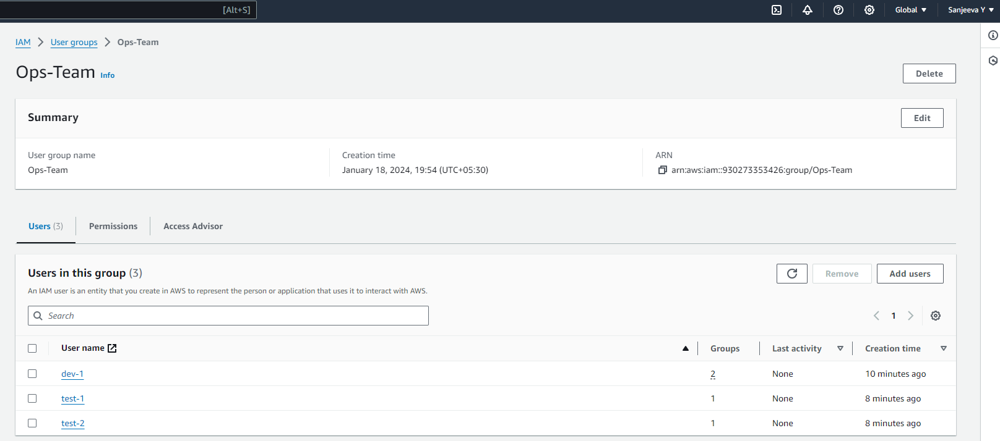 [Alt+S] Global Sanjeeva Y
IAM User groups Ops-Team
Ops-Team Info
Delete
Summary
Edit
User group name Creation time ARN
Ops-Team January 18, 2024, 19:54 (UTC+05:30) arn:aws:iam::930273353426:group/Ops-Team
Users (3) Permissions Access Advisor
Users in this group (3)
Remove Add users
An IAM user is an entity that you create in AWS to represent the person or application that uses it to interact with AWS.
Search
1
User name Groups Last activity Creation time
dev-1 2 None 10 minutes ago
test-1 1 None 8 minutes ago
test-2 1 None 8 minutes ago